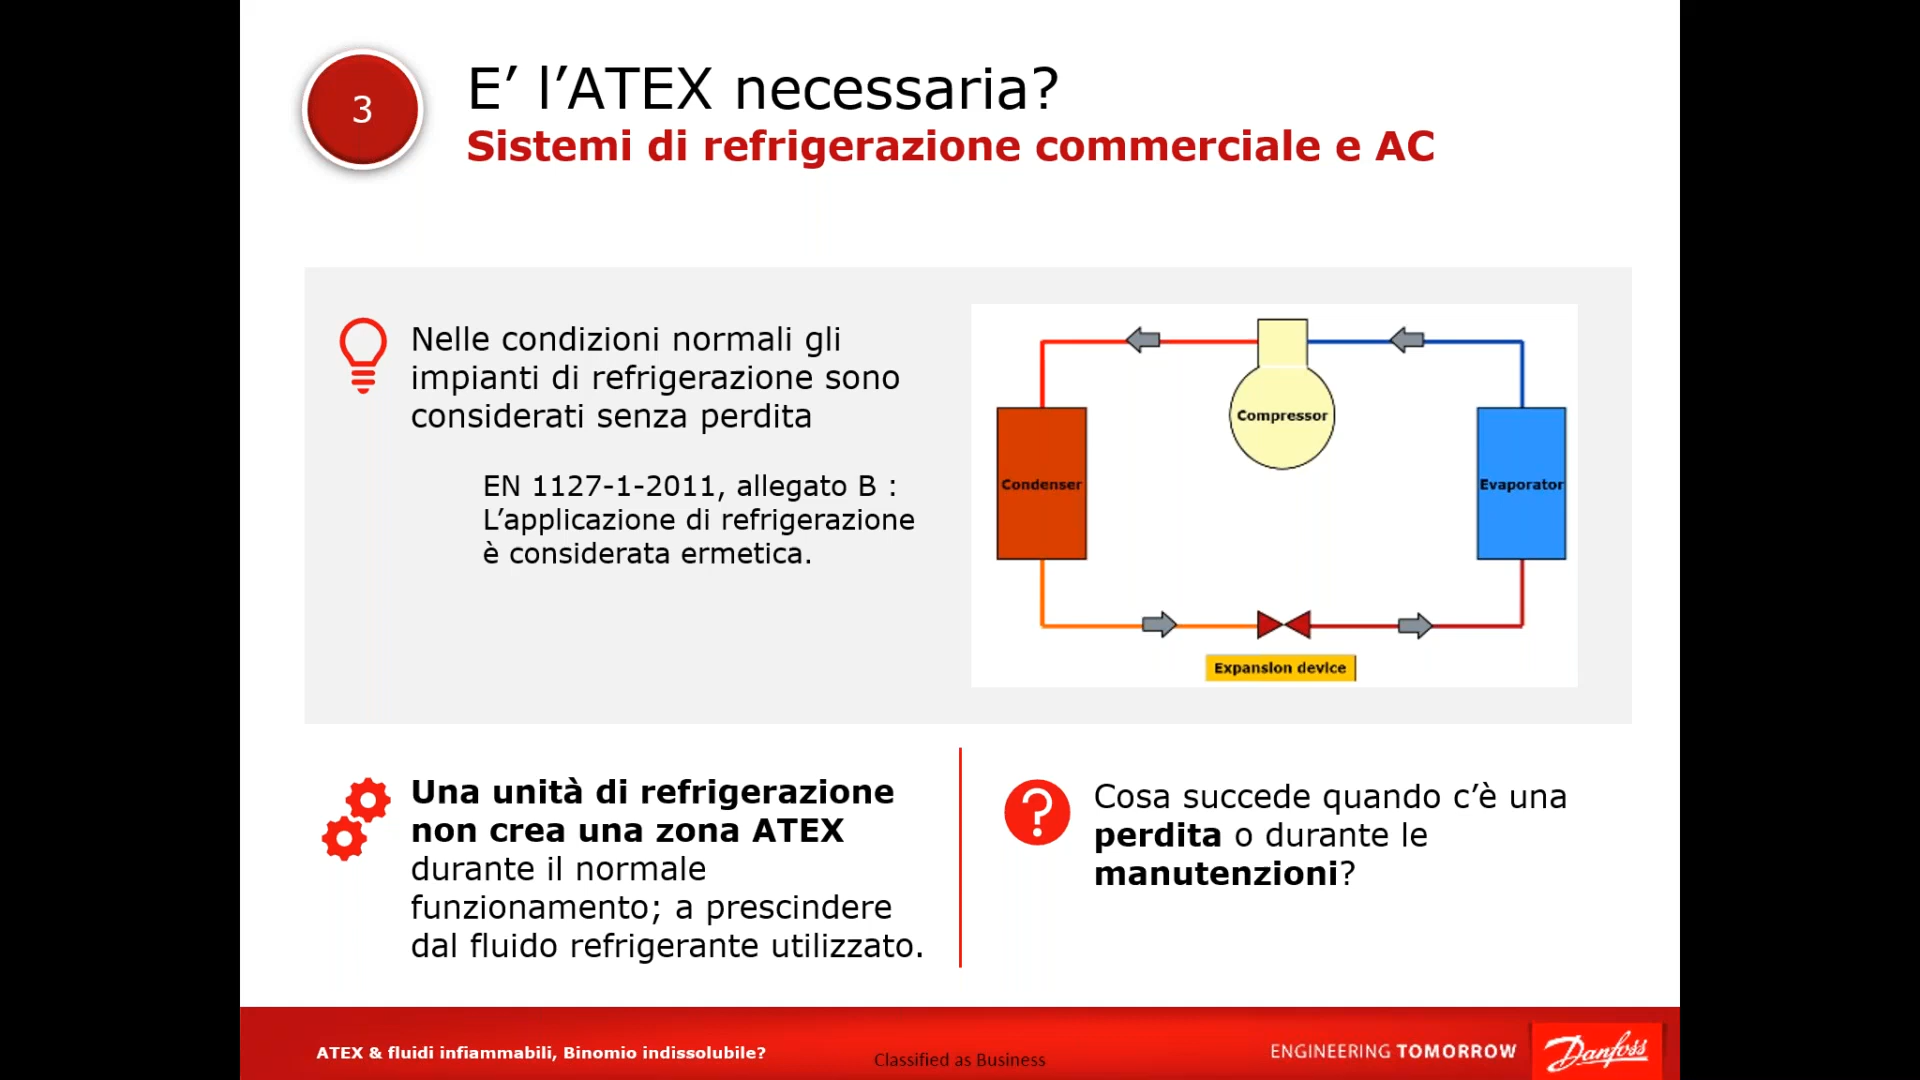 3
E’ l’ATEX necessaria?
Sistemi di refrigerazione commerciale e AC
Nelle condizioni normali gli
impianti di refrigerazione sono
considerati senza perdita
EN 1127-1-2011, allegato B :
L’applicazione di refrigerazione
è considerata ermetica.
Compressor
Condenser
Evaporator
Expansion device
Una unità di refrigerazione
non crea una zona ATEX
durante il normale
funzionamento; a prescindere
dal fluido refrigerante utilizzato.
?
Cosa succede quando c’è una
perdita o durante le
manutenzioni?
ATEX & fluidi infiammabili, Binomio indissolubile?
Classified as Business
ENGINEERING TOMORROW
Danfoss